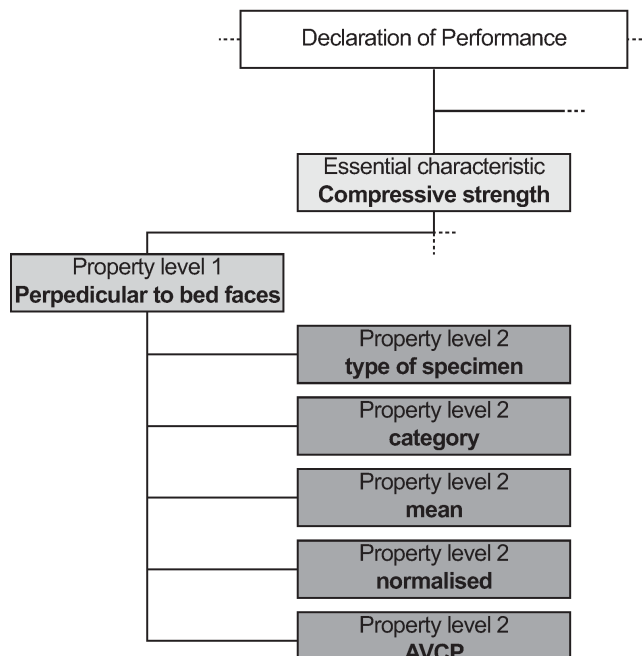 Declaration of Performance
Essential characteristic
Compressive strength
Property level 1
Perpedicular to bed faces
Property level 2
type of specimen
Property level 2
category
Property level 2
mean
Property level 2
normalised
Property level 2
AVCP